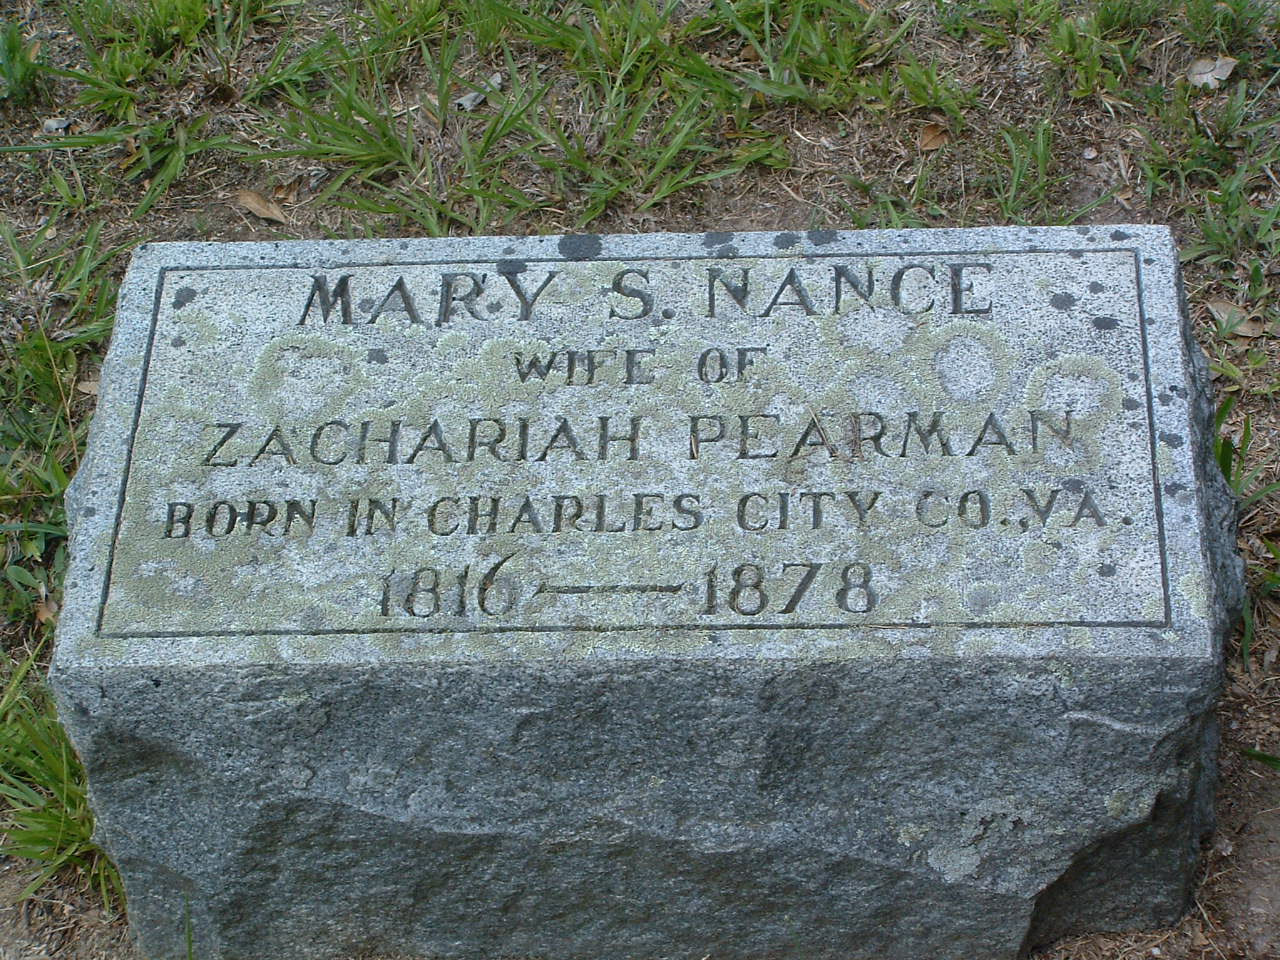 MARY S. NANCE
WIFE OF
ZACHARIAH PEARMAN
BORN IN CHARLES CITY CO., VA.
1816 — 1878